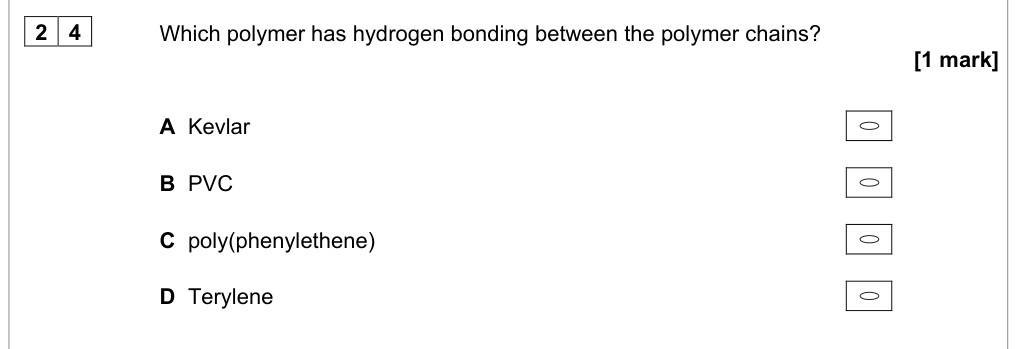 2 4 Which polymer has hydrogen bonding between the polymer chains?
[1 mark]
A Kevlar
B PVC
C poly(phenylethene)
D Terylene